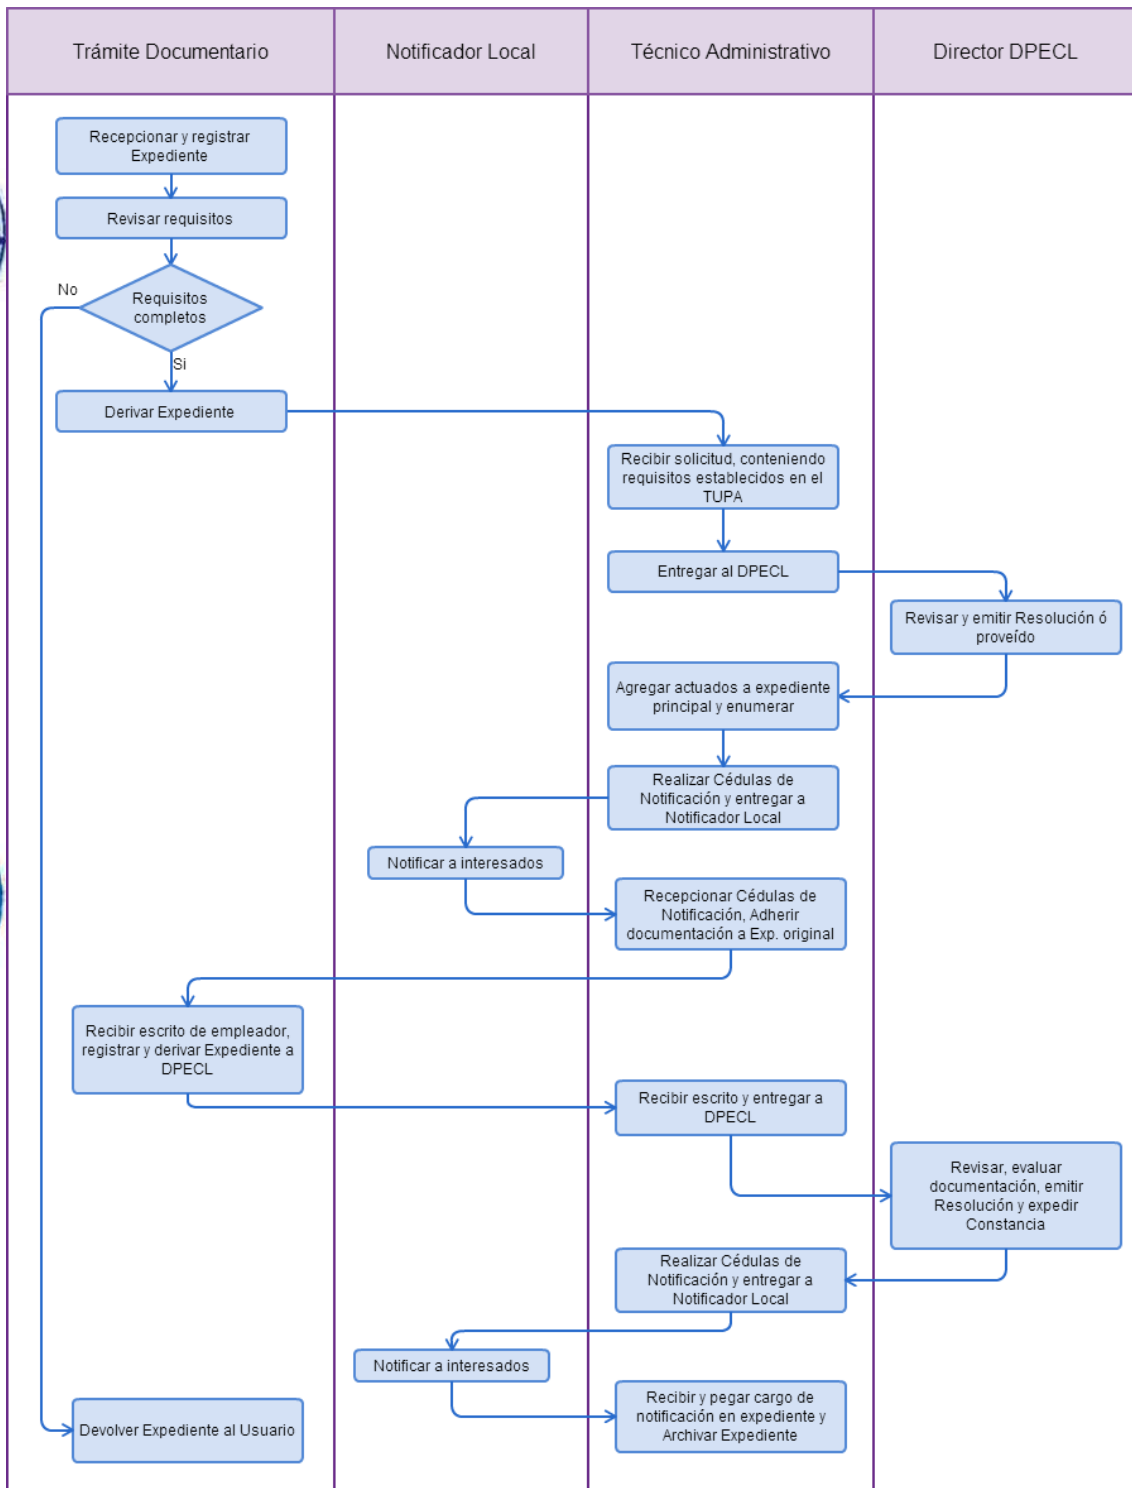 Trámite Documentario
Notificador Local
Técnico Administrativo
Director DPECL
Recepcionar y registrar
Expediente
Revisar requisitos
No
Requisitos
completos
Si
Derivar Expediente
Recibir solicitud, conteniendo
requisitos establecidos en el
TUPA
Entregar al DPECL
Revisar y emitir Resolución ó
proveído
Agregar actuados a expediente
principal y enumerar
Realizar Cédulas de
Notificación y entregar a
Notificador Local
Notificar a interesados
Recepcionar Cédulas de
Notificación, Adherir
documentación a Exp. original
Recibir escrito de empleador,
registrar y derivar Expediente a
DPECL
Recibir escrito y entregar a
DPECL
Revisar, evaluar
documentación, emitir
Resolución y expedir
Constancia
Realizar Cédulas de
Notificación y entregar a
Notificador Local
Notificar a interesados
Recibir y pegar cargo de
notificación en expediente y
Archivar Expediente
Devolver Expediente al Usuario